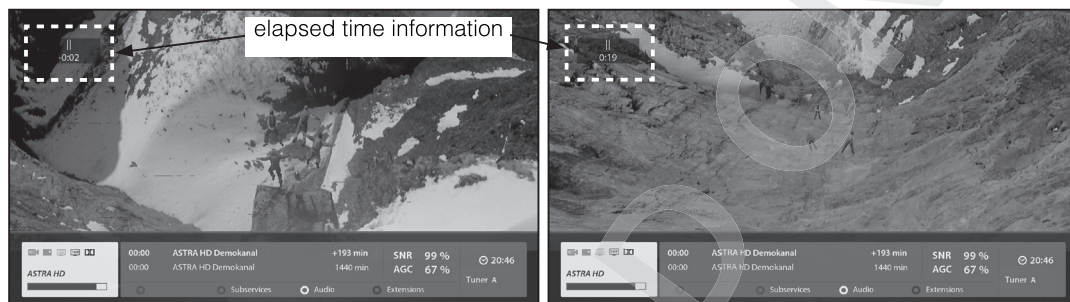 elapsed time information
||
-0:02
||
0:19
ASTRA HD
00:00 ASTRA HD Demokanal +193 min
00:00 ASTRA HD Demokanal 1440 min
SNR 99 %
AGC 67 %
20:46
Tuner A
Subservices Audio Extensions
ASTRA HD
00:00 ASTRA HD Demokanal +193 min
00:00 ASTRA HD Demokanal 1440 min
SNR 99 %
AGC 67 %
20:46
Tuner A
Subservices Audio Extensions